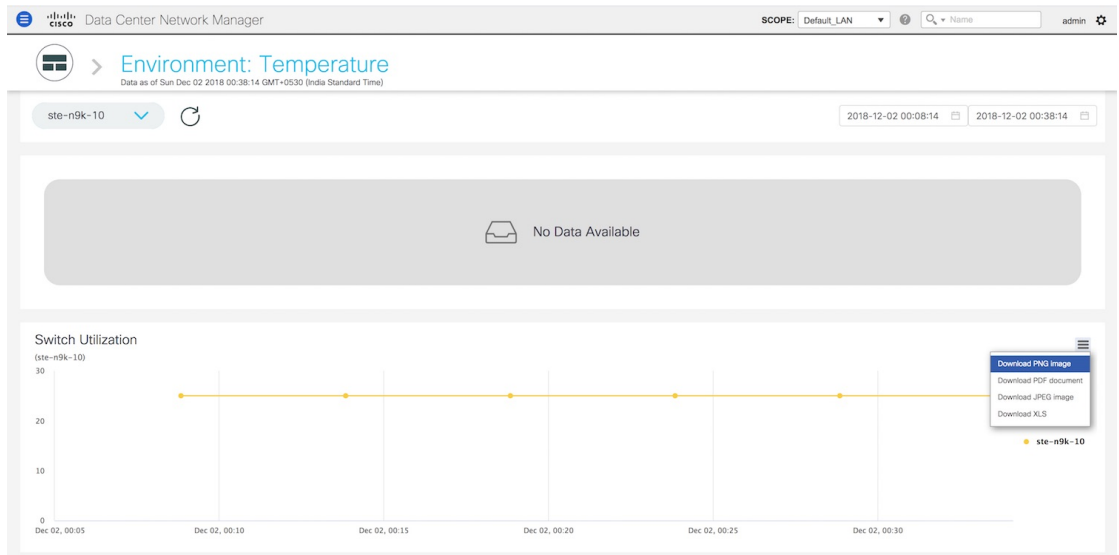 CISCO Data Center Network Manager SCOPE: Default_LAN Name admin
Environment: Temperature
Data as of Sun Dec 02 2018 00:38:14 GMT+0530 (India Standard Time)
ste-n9k-10 2018-12-02 00:08:14 2018-12-02 00:38:14
No Data Available
Switch Utilization
(ste-n9k-10)
30
20
10
0
Dec 02, 00:05 Dec 02, 00:10 Dec 02, 00:15 Dec 02, 00:20 Dec 02, 00:25 Dec 02, 00:30
Download PNG image
Download PDF document
Download JPEG image
Download XLS
ste-n9k-10